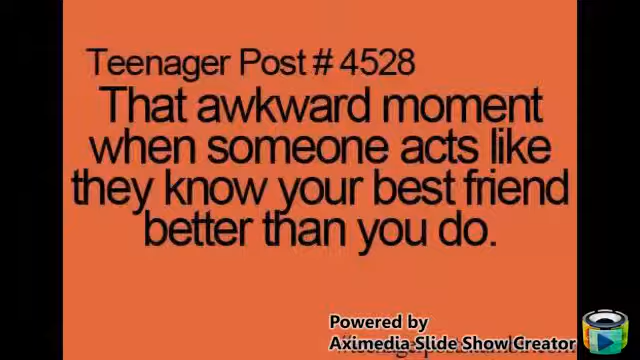 Teenager Post # 4528
That awkward moment
when someone acts like
they know your best friend
better than you do.
Powered by
Aximedia Slide Show Creator